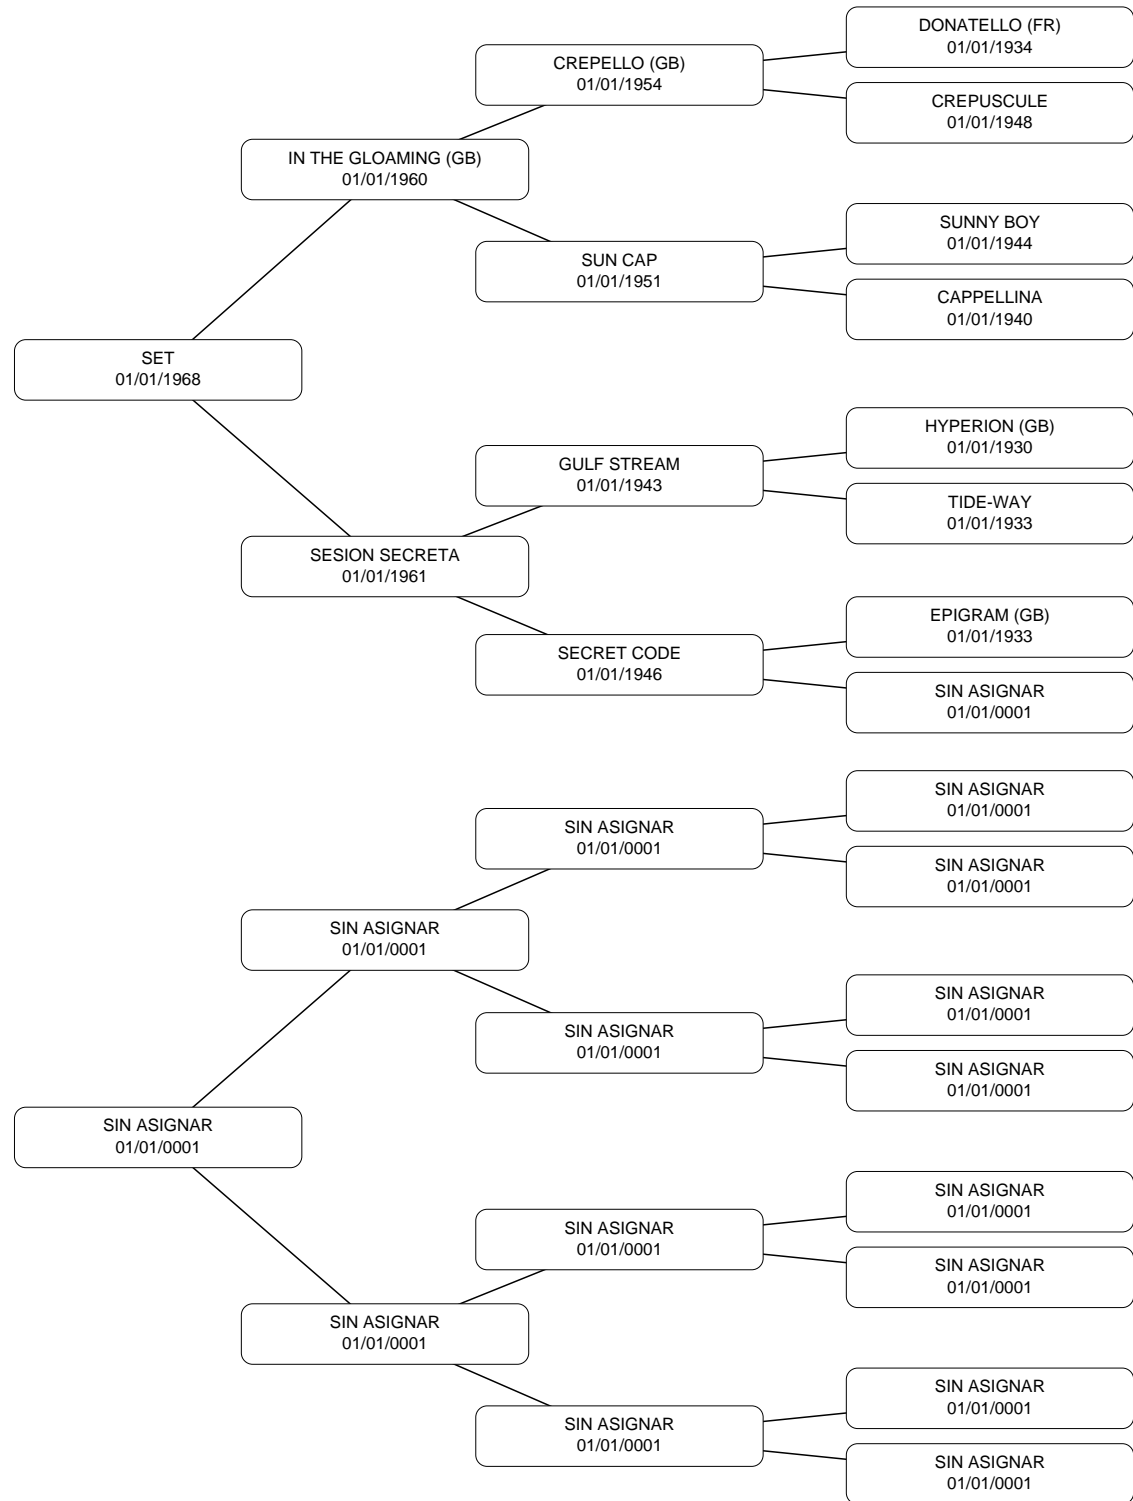 DONATELLO (FR)
01/01/1934
CREPELLO (GB)
01/01/1954
CREPUSCULE
01/01/1948
IN THE GLOAMING (GB)
01/01/1960
SUNNY BOY
01/01/1944
SUN CAP
01/01/1951
CAPPELLINA
01/01/1940
SET
01/01/1968
HYPERION (GB)
01/01/1930
GULF STREAM
01/01/1943
TIDE-WAY
01/01/1933
SESION SECRETA
01/01/1961
EPIGRAM (GB)
01/01/1933
SECRET CODE
01/01/1946
SIN ASIGNAR
01/01/0001
SIN ASIGNAR
01/01/0001
SIN ASIGNAR
01/01/0001
SIN ASIGNAR
01/01/0001
SIN ASIGNAR
01/01/0001
SIN ASIGNAR
01/01/0001
SIN ASIGNAR
01/01/0001
SIN ASIGNAR
01/01/0001
SIN ASIGNAR
01/01/0001
SIN ASIGNAR
01/01/0001
SIN ASIGNAR
01/01/0001
SIN ASIGNAR
01/01/0001
SIN ASIGNAR
01/01/0001
SIN ASIGNAR
01/01/0001
SIN ASIGNAR
01/01/0001
SIN ASIGNAR
01/01/0001